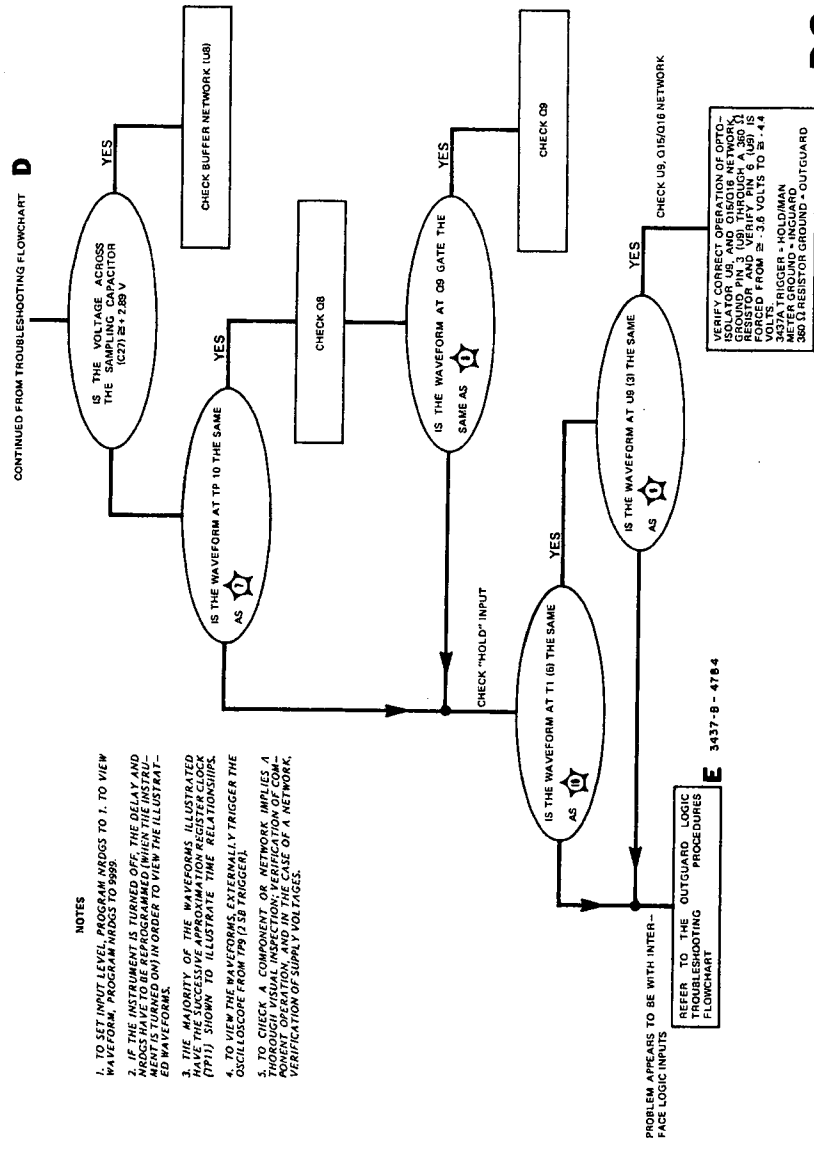 CONTINUED FROM TROUBLESHOOTING FLOWCHART D
IS THE VOLTAGE ACROSS
THE SAMPLING CAPACITOR
(C27) ≅ + 2.89 V
YES
CHECK BUFFER NETWORK (U8)
IS THE WAVEFORM AT TP 10 THE SAME
AS 7
YES
CHECK Q8
IS THE WAVEFORM AT Q9 GATE THE
SAME AS 8
YES
CHECK Q9
CHECK "HOLD" INPUT
IS THE WAVEFORM AT T1 (6) THE SAME
AS 10
YES
IS THE WAVEFORM AT U9 (3) THE SAME
AS 9
YES
CHECK U9, Q15/Q16 NETWORK
VERIFY CORRECT OPERATION OF OPTO-
ISOLATOR U9, AND Q15/Q16 NETWORK,
GROUND PIN 3 (U9) THROUGH A 360 Ω
RESISTOR AND VERIFY PIN 6 (U9) IS
FORCED FROM ≅ - 3.6 VOLTS TO ≅ - 4.4
VOLTS.
3437A TRIGGER = HOLD/MAN
METER GROUND = INGUARD
360 Ω RESISTOR GROUND = OUTGUARD
NOTES
1. TO SET INPUT LEVEL, PROGRAM NRDGS TO 1. TO VIEW
WAVEFORM, PROGRAM NRDGS TO 9999.
2. IF THE INSTRUMENT IS TURNED OFF, THE DELAY AND
NRDGS HAVE TO BE REPROGRAMMED (WHEN THE INSTRU-
MENT IS TURNED ON) IN ORDER TO VIEW THE ILLUSTRAT-
ED WAVEFORMS.
3. THE MAJORITY OF THE WAVEFORMS ILLUSTRATED
HAVE THE SUCCESSIVE APPROXIMATION REGISTER CLOCK
(TP11) SHOWN TO ILLUSTRATE TIME RELATIONSHIPS.
4. TO VIEW THE WAVEFORMS, EXTERNALLY TRIGGER THE
OSCILLOSCOPE FROM TP9 (2 SB TRIGGER).
5. TO CHECK A COMPONENT OR NETWORK IMPLIES A
THOROUGH VISUAL INSPECTION; VERIFICATION OF COM-
PONENT OPERATION, AND IN THE CASE OF A NETWORK,
VERIFICATION OF SUPPLY VOLTAGES.
PROBLEM APPEARS TO BE WITH INTER-
FACE LOGIC INPUTS
REFER TO THE OUTGUARD LOGIC
TROUBLESHOOTING PROCEDURES
FLOWCHART
E 3437-B-4784